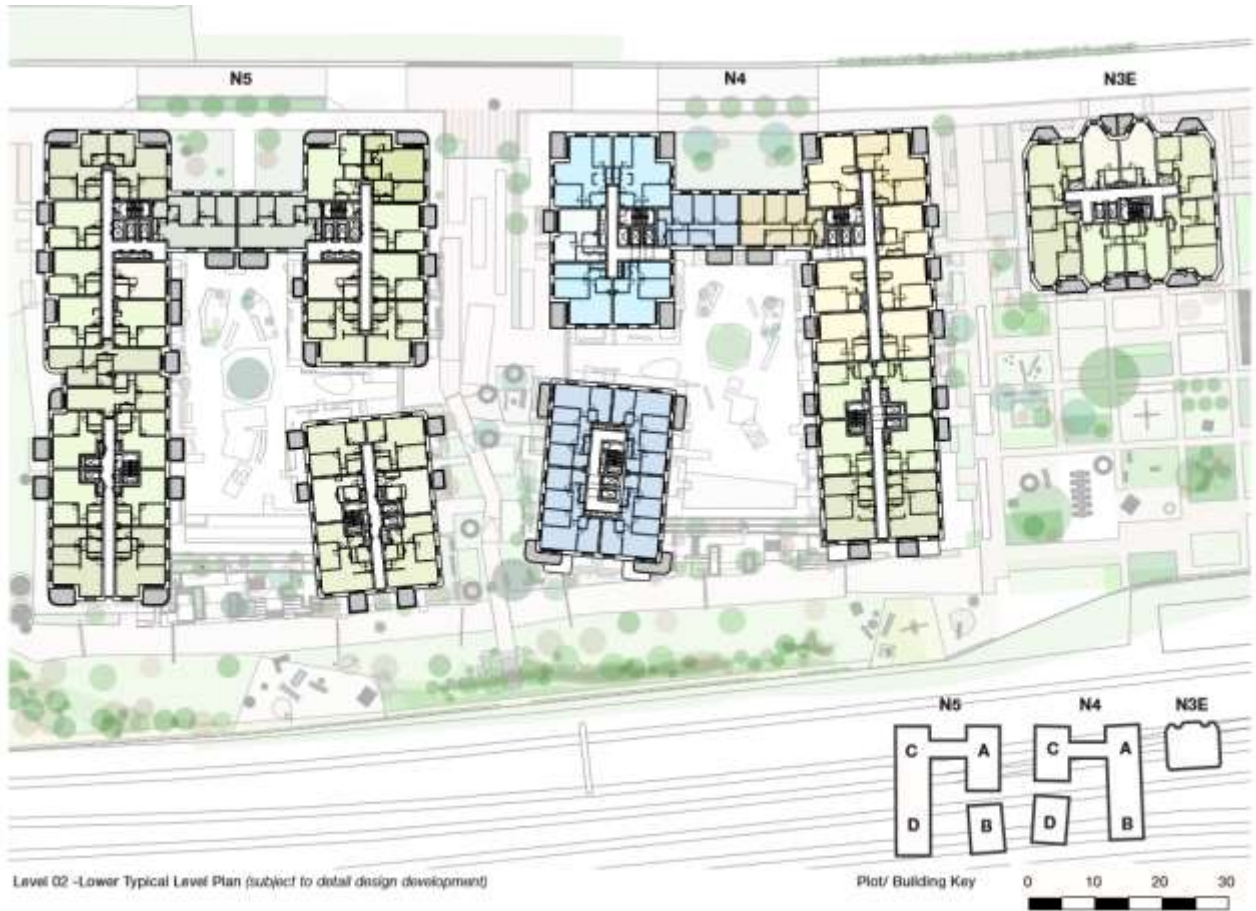 N5 N4 N3E
N5 N4 N3E
C A C A
D B D B
Level 02 -Lower Typical Level Plan (subject to detail design development)
Plot/ Building Key
0 10 20 30